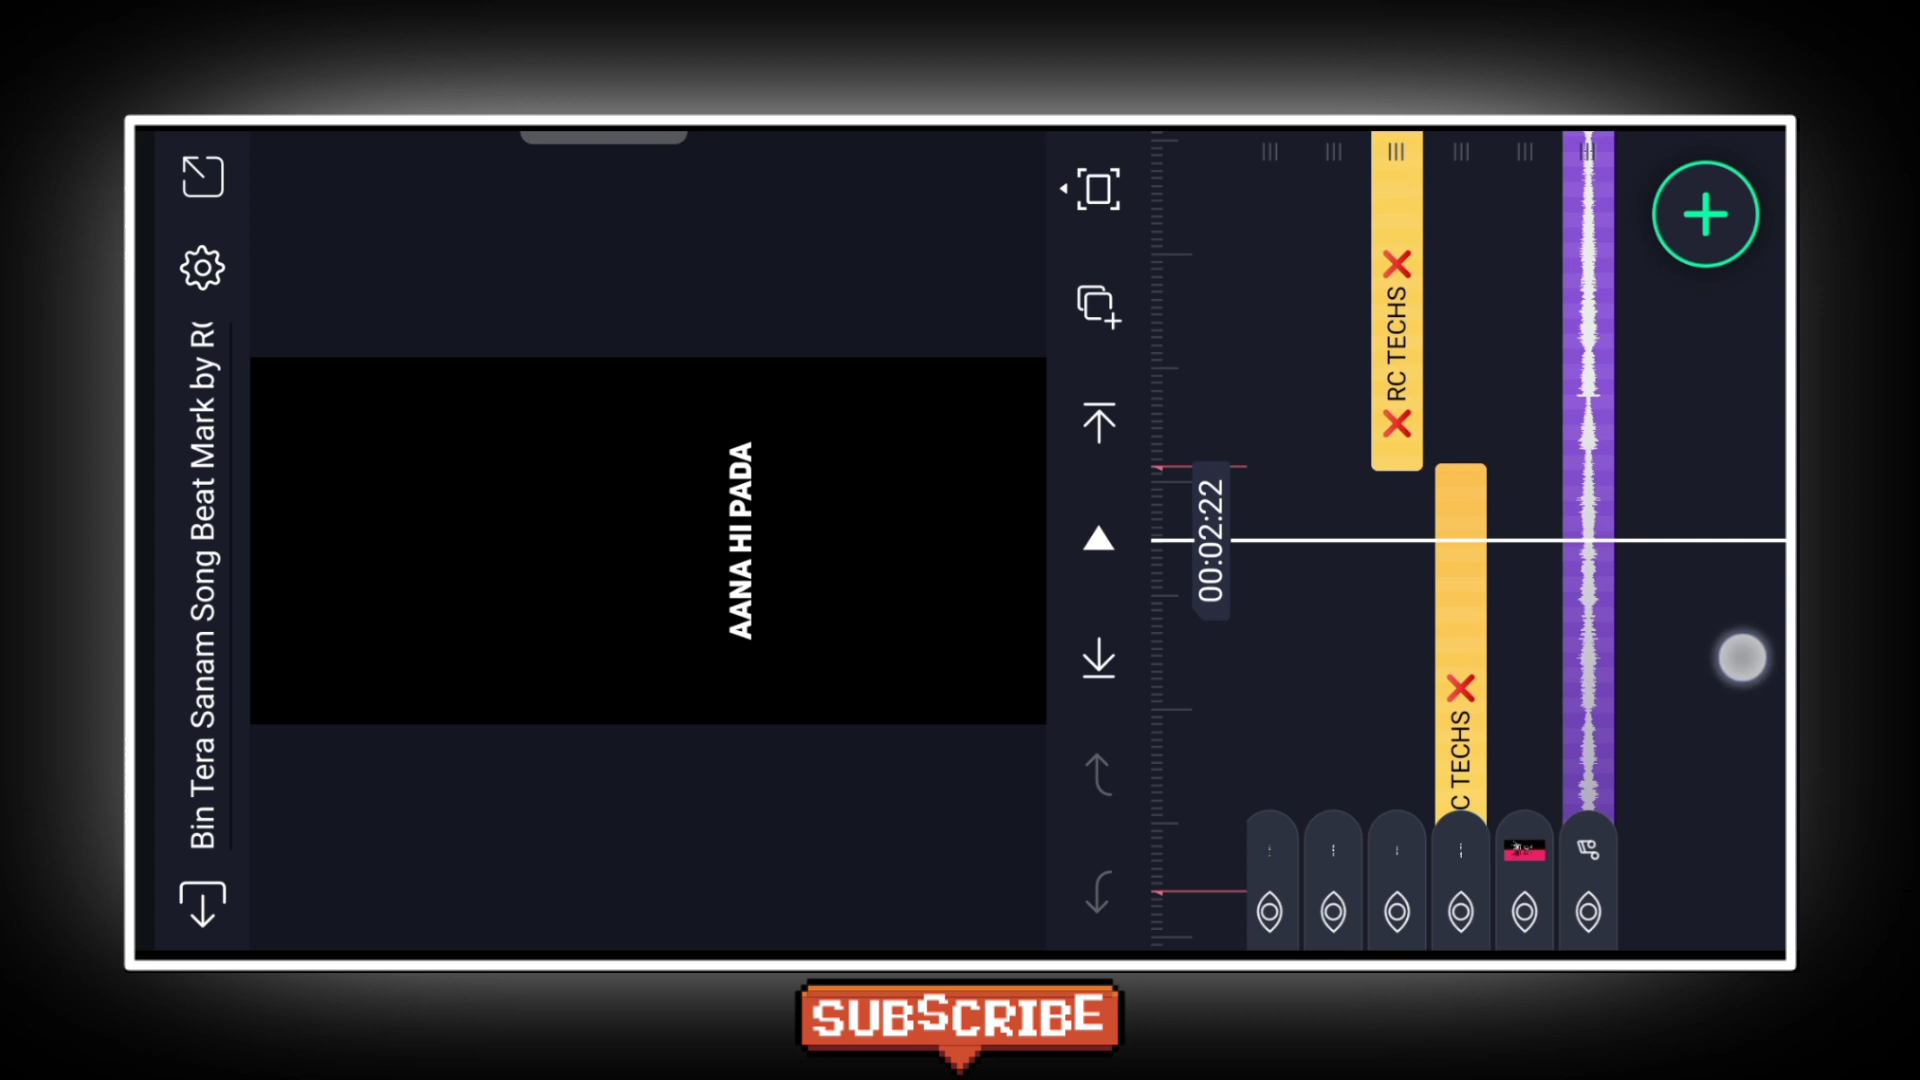 Bin Tera Sanam Song Beat Mark by R
AANA HI PADA
00:02:22
❌ RC TECHS ❌
C TECHS ❌
SUBSCRIBE